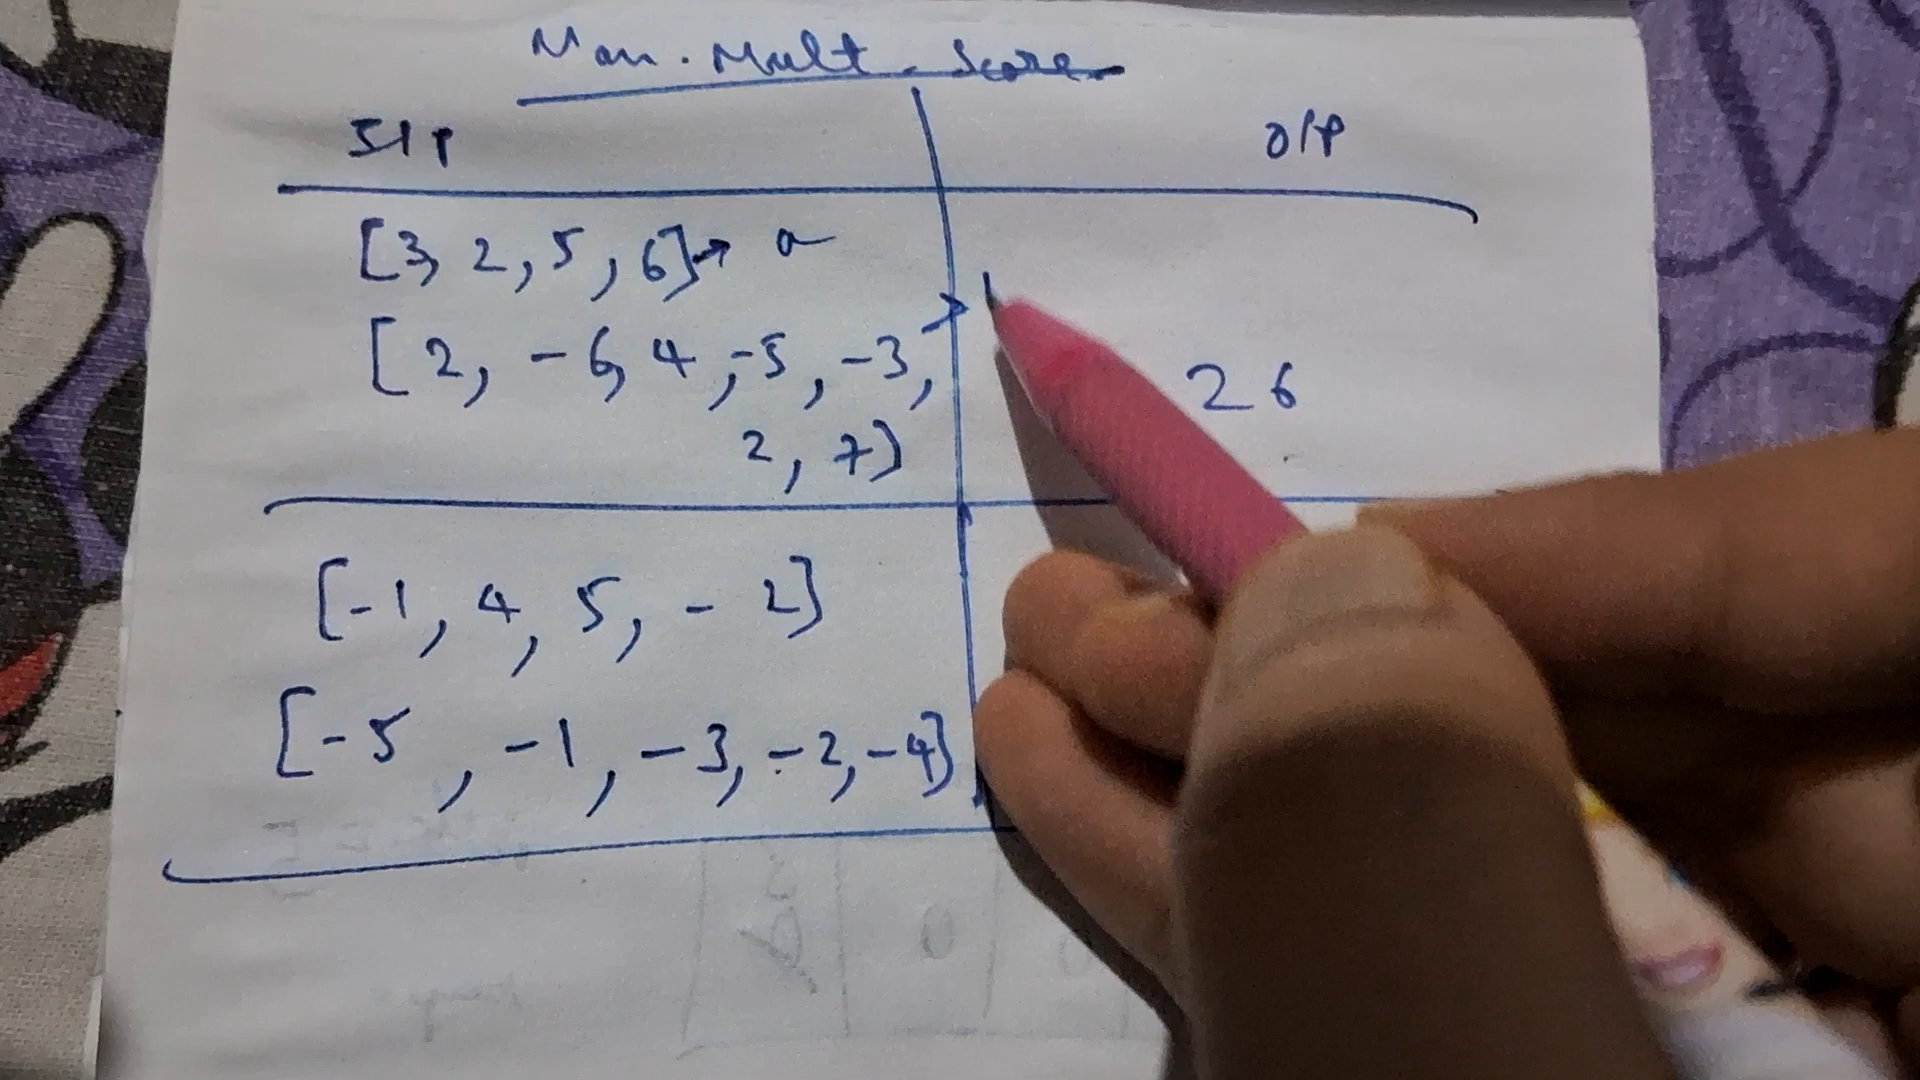 Max. Mult. Score
I/P O/P
[3, 2, 5, 6] → a
[2, -6, 4, -5, -3,
2, 7]
26
[-1, 4, 5, -2]
[-5, -1, -3, -2, -4]